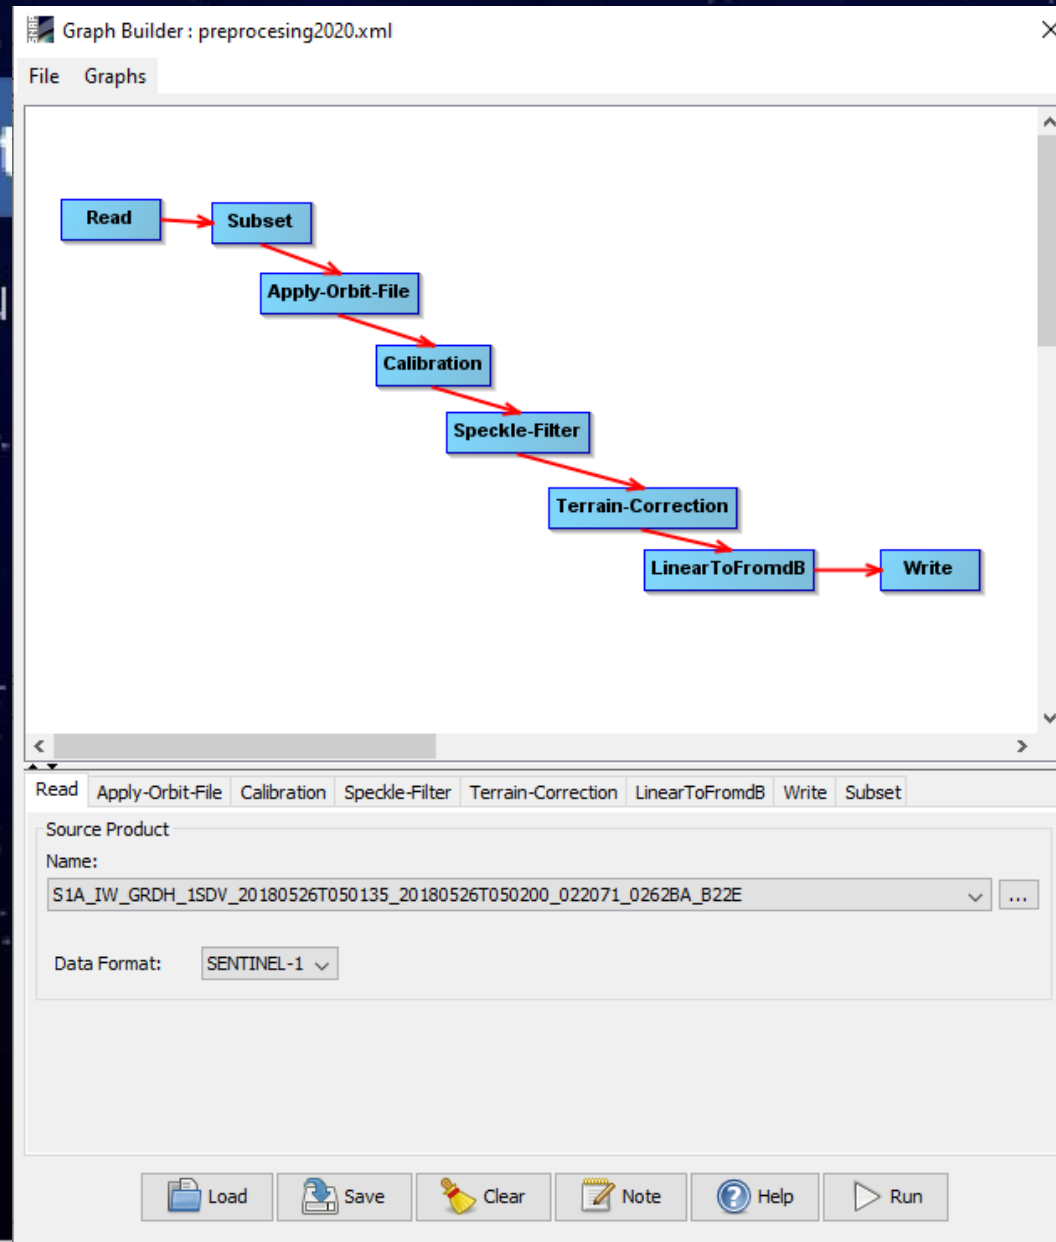 Graph Builder : preprocesing2020.xml
File Graphs
Read
Subset
Apply-Orbit-File
Calibration
Speckle-Filter
Terrain-Correction
LinearToFromdB
Write
Read Apply-Orbit-File Calibration Speckle-Filter Terrain-Correction LinearToFromdB Write Subset
Source Product
Name:
S1A_IW_GRDH_1SDV_20180526T050135_20180526T050200_022071_0262BA_B22E
...
Data Format: SENTINEL-1
Load Save Clear Note Help Run